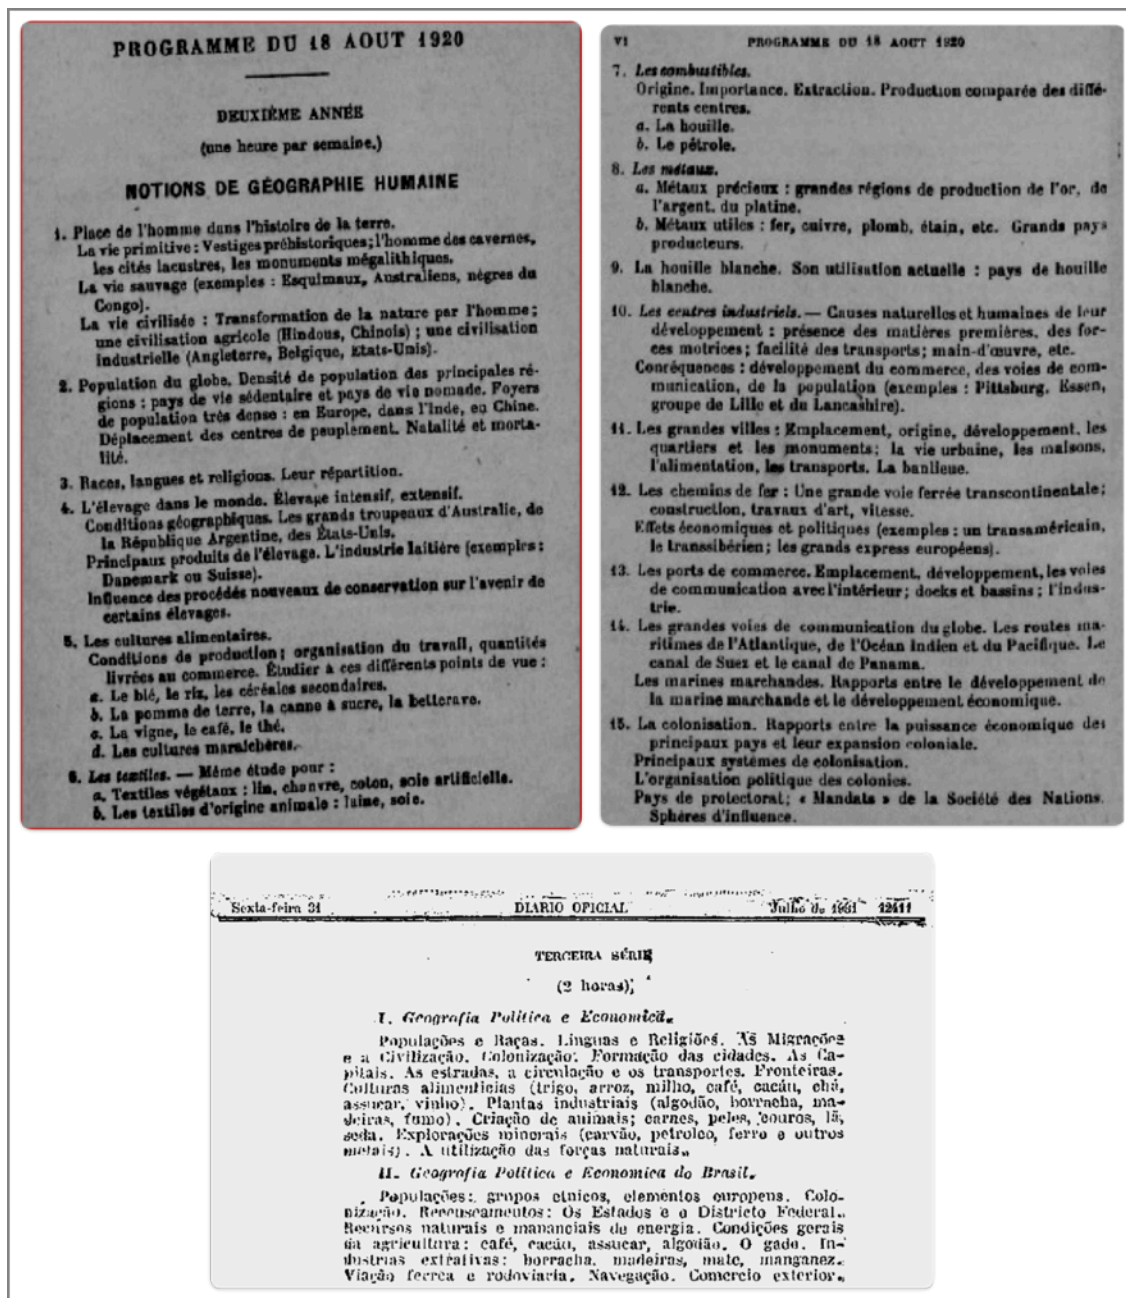 PROGRAMME DU 18 AOUT 1920
DEUXIÈME ANNÉE
(une heure par semaine.)
NOTIONS DE GÉOGRAPHIE HUMAINE
1. Place de l'homme dans l'histoire de la terre.
La vie primitive : Vestiges préhistoriques; l'homme des cavernes,
les cités lacustres, les monuments mégalithiques.
La vie sauvage (exemples : Esquimaux, Australiens, nègres du
Congo).
La vie civilisée : Transformation de la nature par l'homme;
une civilisation agricole (Hindous, Chinois) ; une civilisation
industrielle (Angleterre, Belgique, Etats-Unis).
2. Population du globe. Densité de population des principales ré-
gions : pays de vie sédentaire et pays de vie nomade. Foyers
de population très dense : en Europe, dans l'Inde, en Chine.
Déplacement des centres de peuplement. Natalité et morta-
lité.
3. Races, langues et religions. Leur répartition.
4. L'élevage dans le monde. Élevage intensif, extensif.
Conditions géographiques. Les grands troupeaux d'Australie, de
la République Argentine, des États-Unis.
Principaux produits de l'élevage. L'industrie laitière (exemples :
Danemark ou Suisse).
Influence des procédés nouveaux de conservation sur l'avenir de
certains élevages.
5. Les cultures alimentaires.
Conditions de production; organisation du travail, quantités
livrées au commerce. Étudier à ces différents points de vue :
a. Le blé, le riz, les céréales secondaires.
b. La pomme de terre, la canne à sucre, la betterave.
c. La vigne, le café, le thé.
d. Les cultures maraîchères.
6. Les textiles. — Même étude pour :
a. Textiles végétaux : lin, chanvre, coton, soie artificielle.
b. Les textiles d'origine animale : laine, soie.
VI PROGRAMME DU 18 AOUT 1920
7. Les combustibles.
Origine. Importance. Extraction. Production comparée des diffé-
rents centres.
a. La houille.
b. Le pétrole.
8. Les métaux.
a. Métaux précieux : grandes régions de production de l'or, de
l'argent, du platine.
b. Métaux utiles : fer, cuivre, plomb, étain, etc. Grands pays
producteurs.
9. La houille blanche. Son utilisation actuelle : pays de houille
blanche.
10. Les centres industriels. — Causes naturelles et humaines de leur
développement : présence des matières premières, des for-
ces motrices; facilité des transports; main-d'œuvre, etc.
Conséquences : développement du commerce, des voies de com-
munication, de la population (exemples : Pittsburg, Essen,
groupe de Lille et du Lancashire).
11. Les grandes villes : Emplacement, origine, développement, les
quartiers et les monuments; la vie urbaine, les maisons,
l'alimentation, les transports. La banlieue.
12. Les chemins de fer : Une grande voie ferrée transcontinentale;
construction, travaux d'art, vitesse.
Effets économiques et politiques (exemples : un transaméricain,
le transsibérien; les grands express européens).
13. Les ports de commerce. Emplacement, développement, les voies
de communication avec l'intérieur; docks et bassins; l'indus-
trie.
14. Les grandes voies de communication du globe. Les routes ma-
ritimes de l'Atlantique, de l'Océan Indien et du Pacifique. Le
canal de Suez et le canal de Panama.
Les marines marchandes. Rapports entre le développement de
la marine marchande et le développement économique.
15. La colonisation. Rapports entre la puissance économique des
principaux pays et leur expansion coloniale.
Principaux systèmes de colonisation.
L'organisation politique des colonies.
Pays de protectorat; « Mandats » de la Société des Nations.
Sphères d'influence.
Sexta-feira 31 DIARIO OFICIAL Julho de 1931 12411
TERCEIRA SÉRIE
(2 horas)
I. Geografia Politica e Economica.
Populações e Raças. Linguas e Religiões. As Migrações
e a Civilização. Colonização. Formação das cidades. As Ca-
pitais. As estradas, a circulação e os transportes. Fronteiras.
Culturas alimenticias (trigo, arroz, milho, café, cacáu, chá,
assucar, vinho). Plantas industriais (algodão, borracha, ma-
deiras, fumo). Criação de animais; carnes, peles, couros, lã,
seda. Explorações minerais (carvão, petroleo, ferro e outros
metais). A utilização das forças naturais.
II. Geografia Politica e Economica do Brasil.
Populações: grupos etnicos, elementos europeus. Colo-
nização. Recenseamentos: Os Estados e o Districto Federal.
Recursos naturais e mananciais de energia. Condições gerais
da agricultura: café, cacáu, assucar, algodão. O gado. In-
dustrias extrativas: borracha, madeiras, mate, manganez.
Viação ferrea e rodoviaria. Navegação. Comercio exterior.